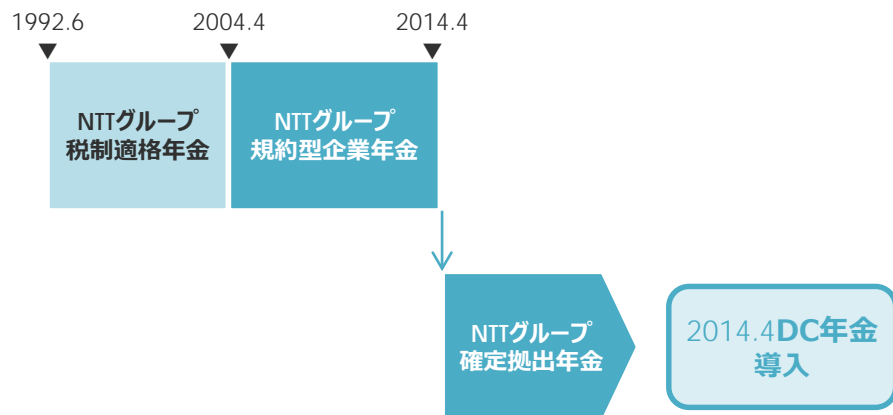 1992.6
2004.4
2014.4
NTTグループ
税制適格年金
NTTグループ
規約型企業年金
NTTグループ
確定拠出年金
2014.4DC年金
導入